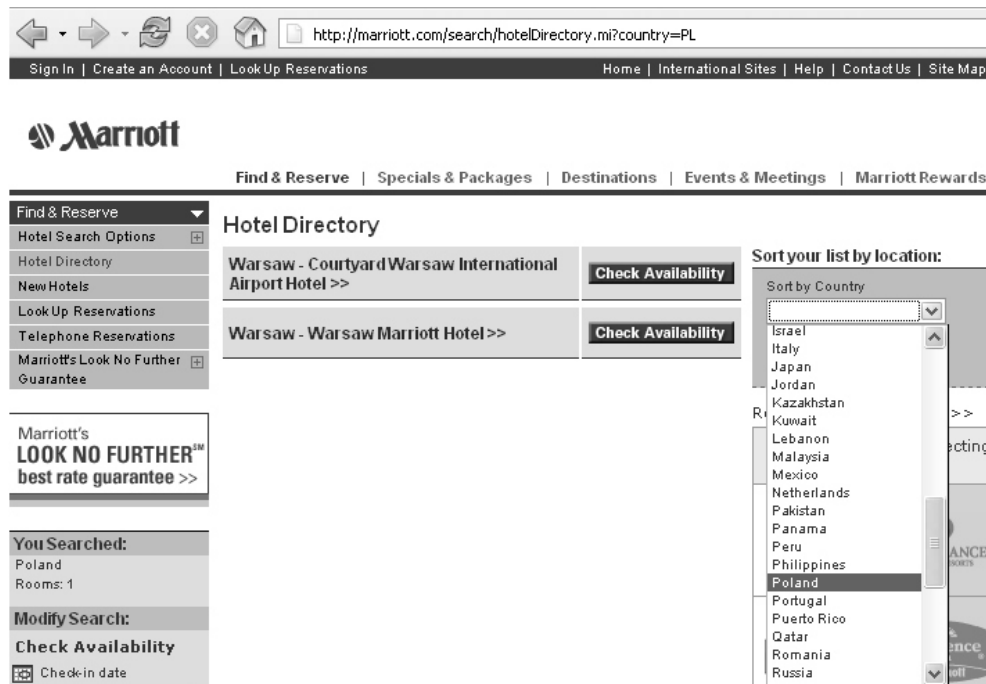 http://marriott.com/search/hotelDirectory.mi?country=PL
Sign In | Create an Account | Look Up Reservations
Home | International Sites | Help | Contact Us | Site Map
Marriott
Find & Reserve | Specials & Packages | Destinations | Events & Meetings | Marriott Rewards
Find & Reserve
Hotel Search Options
Hotel Directory
New Hotels
Look Up Reservations
Telephone Reservations
Marriott's Look No Further
Guarantee
Marriott's
LOOK NO FURTHER℠
best rate guarantee >>
You Searched:
Poland
Rooms: 1
Modify Search:
Check Availability
Check-in date
Hotel Directory
Warsaw - Courtyard Warsaw International
Airport Hotel >>
Check Availability
Warsaw - Warsaw Marriott Hotel >>
Check Availability
Sort your list by location:
Sort by Country
Israel
Italy
Japan
Jordan
Kazakhstan
Kuwait
Lebanon
Malaysia
Mexico
Netherlands
Pakistan
Panama
Peru
Philippines
Poland
Portugal
Puerto Rico
Qatar
Romania
Russia
>>